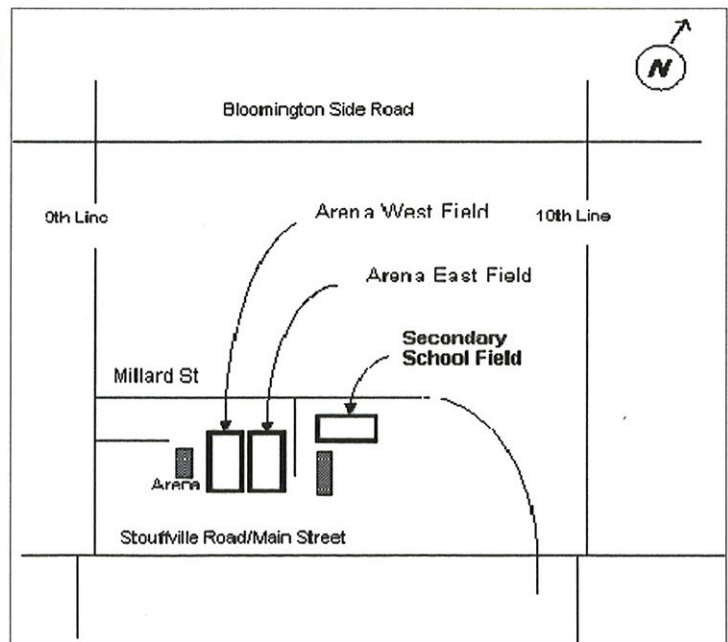 N
Bloomington Side Road
9th Line
Arena West Field
10th Line
Arena East Field
Secondary
School Field
Millard St
Arena
Stouffville Road/Main Street